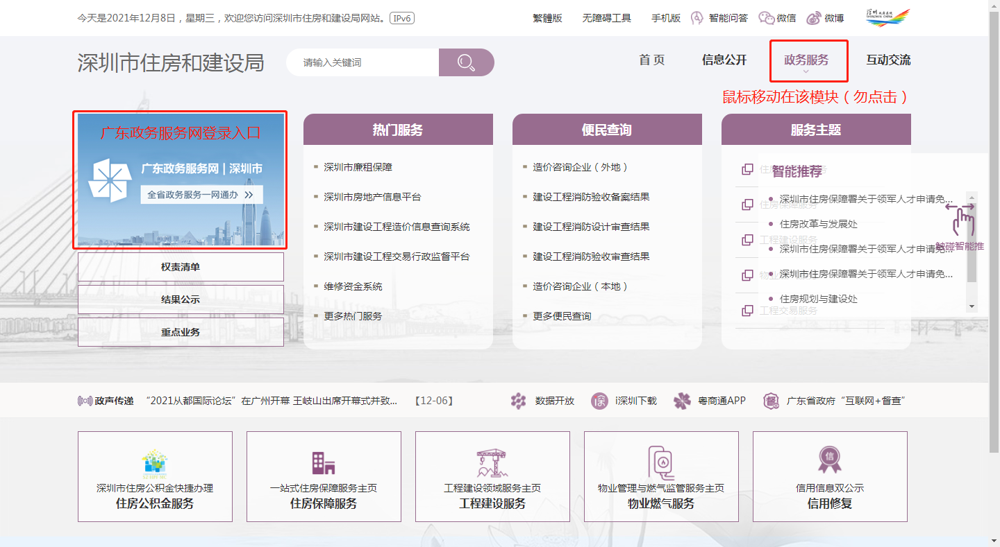 今天是2021年12月8日，星期三，欢迎您访问深圳市住房和建设局网站。 IPv6
繁體版 无障碍工具 手机版 智能问答 微信 微博
深圳市住房和建设局
请输入关键词
首 页 信息公开 政务服务 互动交流
鼠标移动在该模块（勿点击）
广东政务服务网登录入口
广东政务服务网 | 深圳市
全省政务服务一网通办 >>
权责清单
结果公示
重点业务
热门服务
深圳市廉租保障
深圳市房地产信息平台
深圳市建设工程造价信息查询系统
深圳市建设工程交易行政监督平台
维修资金系统
更多热门服务
便民查询
造价咨询企业（外地）
建设工程消防验收备案结果
建设工程消防设计审查结果
建设工程消防验收审查结果
造价咨询企业（本地）
更多便民查询
服务主题
住房保障服务
工程建设服务
工程交易服务
智能推荐
深圳市住房保障署关于领军人才申请免...
住房改革与发展处
深圳市住房保障署关于领军人才申请免...
深圳市住房保障署关于领军人才申请免...
住房规划与建设处
触碰智能推
政声传递 “2021从都国际论坛”在广州开幕 王岐山出席开幕式并致... 【12-06】
数据开放 i深圳下载 粤商通APP 广东省政府“互联网+督查”
深圳市住房公积金快捷办理
住房公积金服务
一站式住房保障服务主页
住房保障服务
工程建设领域服务主页
工程建设服务
物业管理与燃气监管服务主页
物业燃气服务
信
信用信息双公示
信用修复